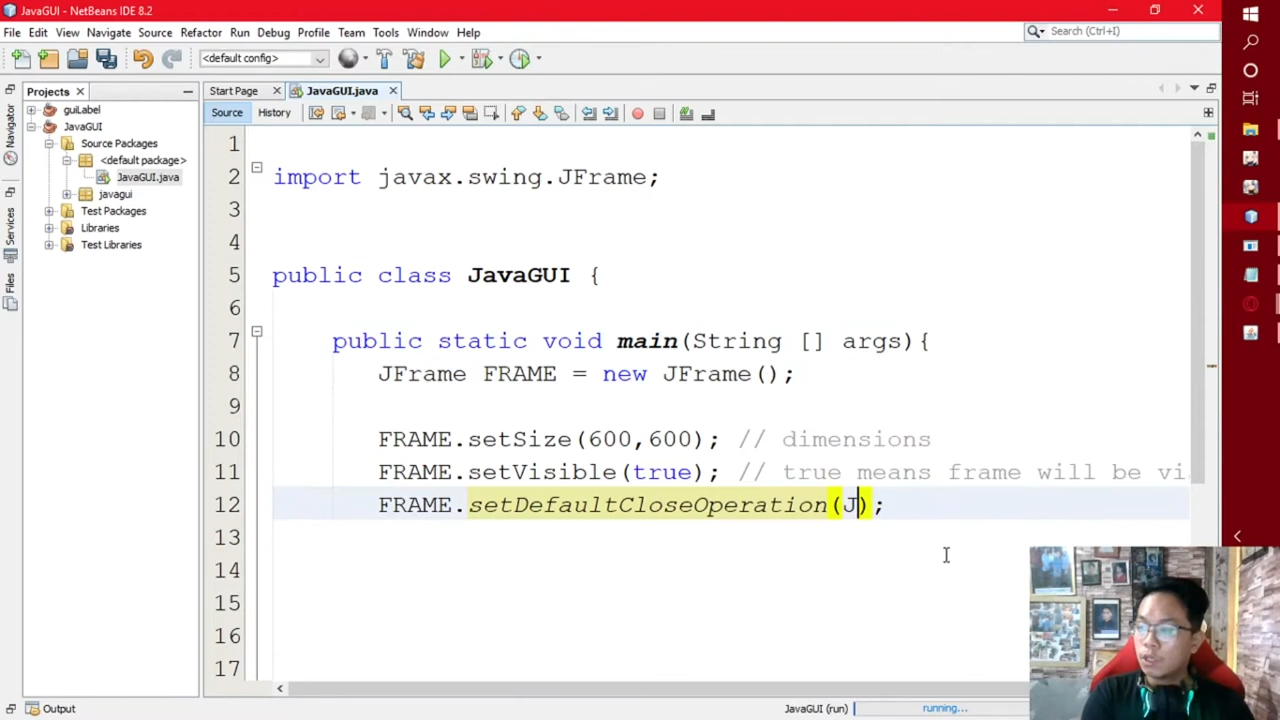 JavaGUI - NetBeans IDE 8.2
File Edit View Navigate Source Refactor Run Debug Profile Team Tools Window Help
Search (Ctrl+I)
<default config>
Projects
Start Page
JavaGUI.java
Source History
Navigator
Services
Files
guiLabel
JavaGUI
Source Packages
<default package>
JavaGUI.java
javagui
Test Packages
Libraries
Test Libraries
1
2 import javax.swing.JFrame;
3
4
5 public class JavaGUI {
6
7 public static void main(String [] args){
8 JFrame FRAME = new JFrame();
9
10 FRAME.setSize(600,600); // dimensions
11 FRAME.setVisible(true); // true means frame will be vi
12 FRAME.setDefaultCloseOperation(J);
13
14
15
16
17
Output
JavaGUI (run)
running...